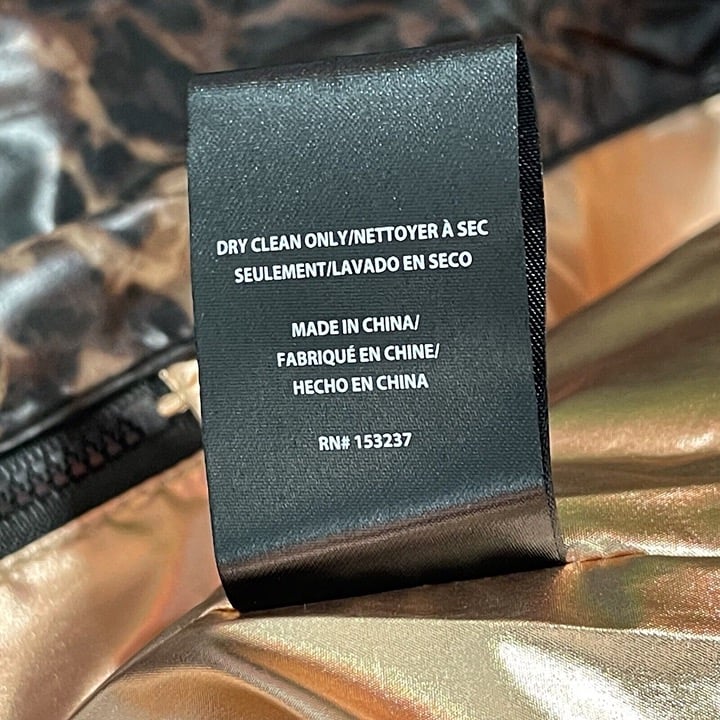 DRY CLEAN ONLY/NETTOYER À SEC
SEULEMENT/LAVADO EN SECO
MADE IN CHINA/
FABRIQUÉ EN CHINE/
HECHO EN CHINA
RN# 153237